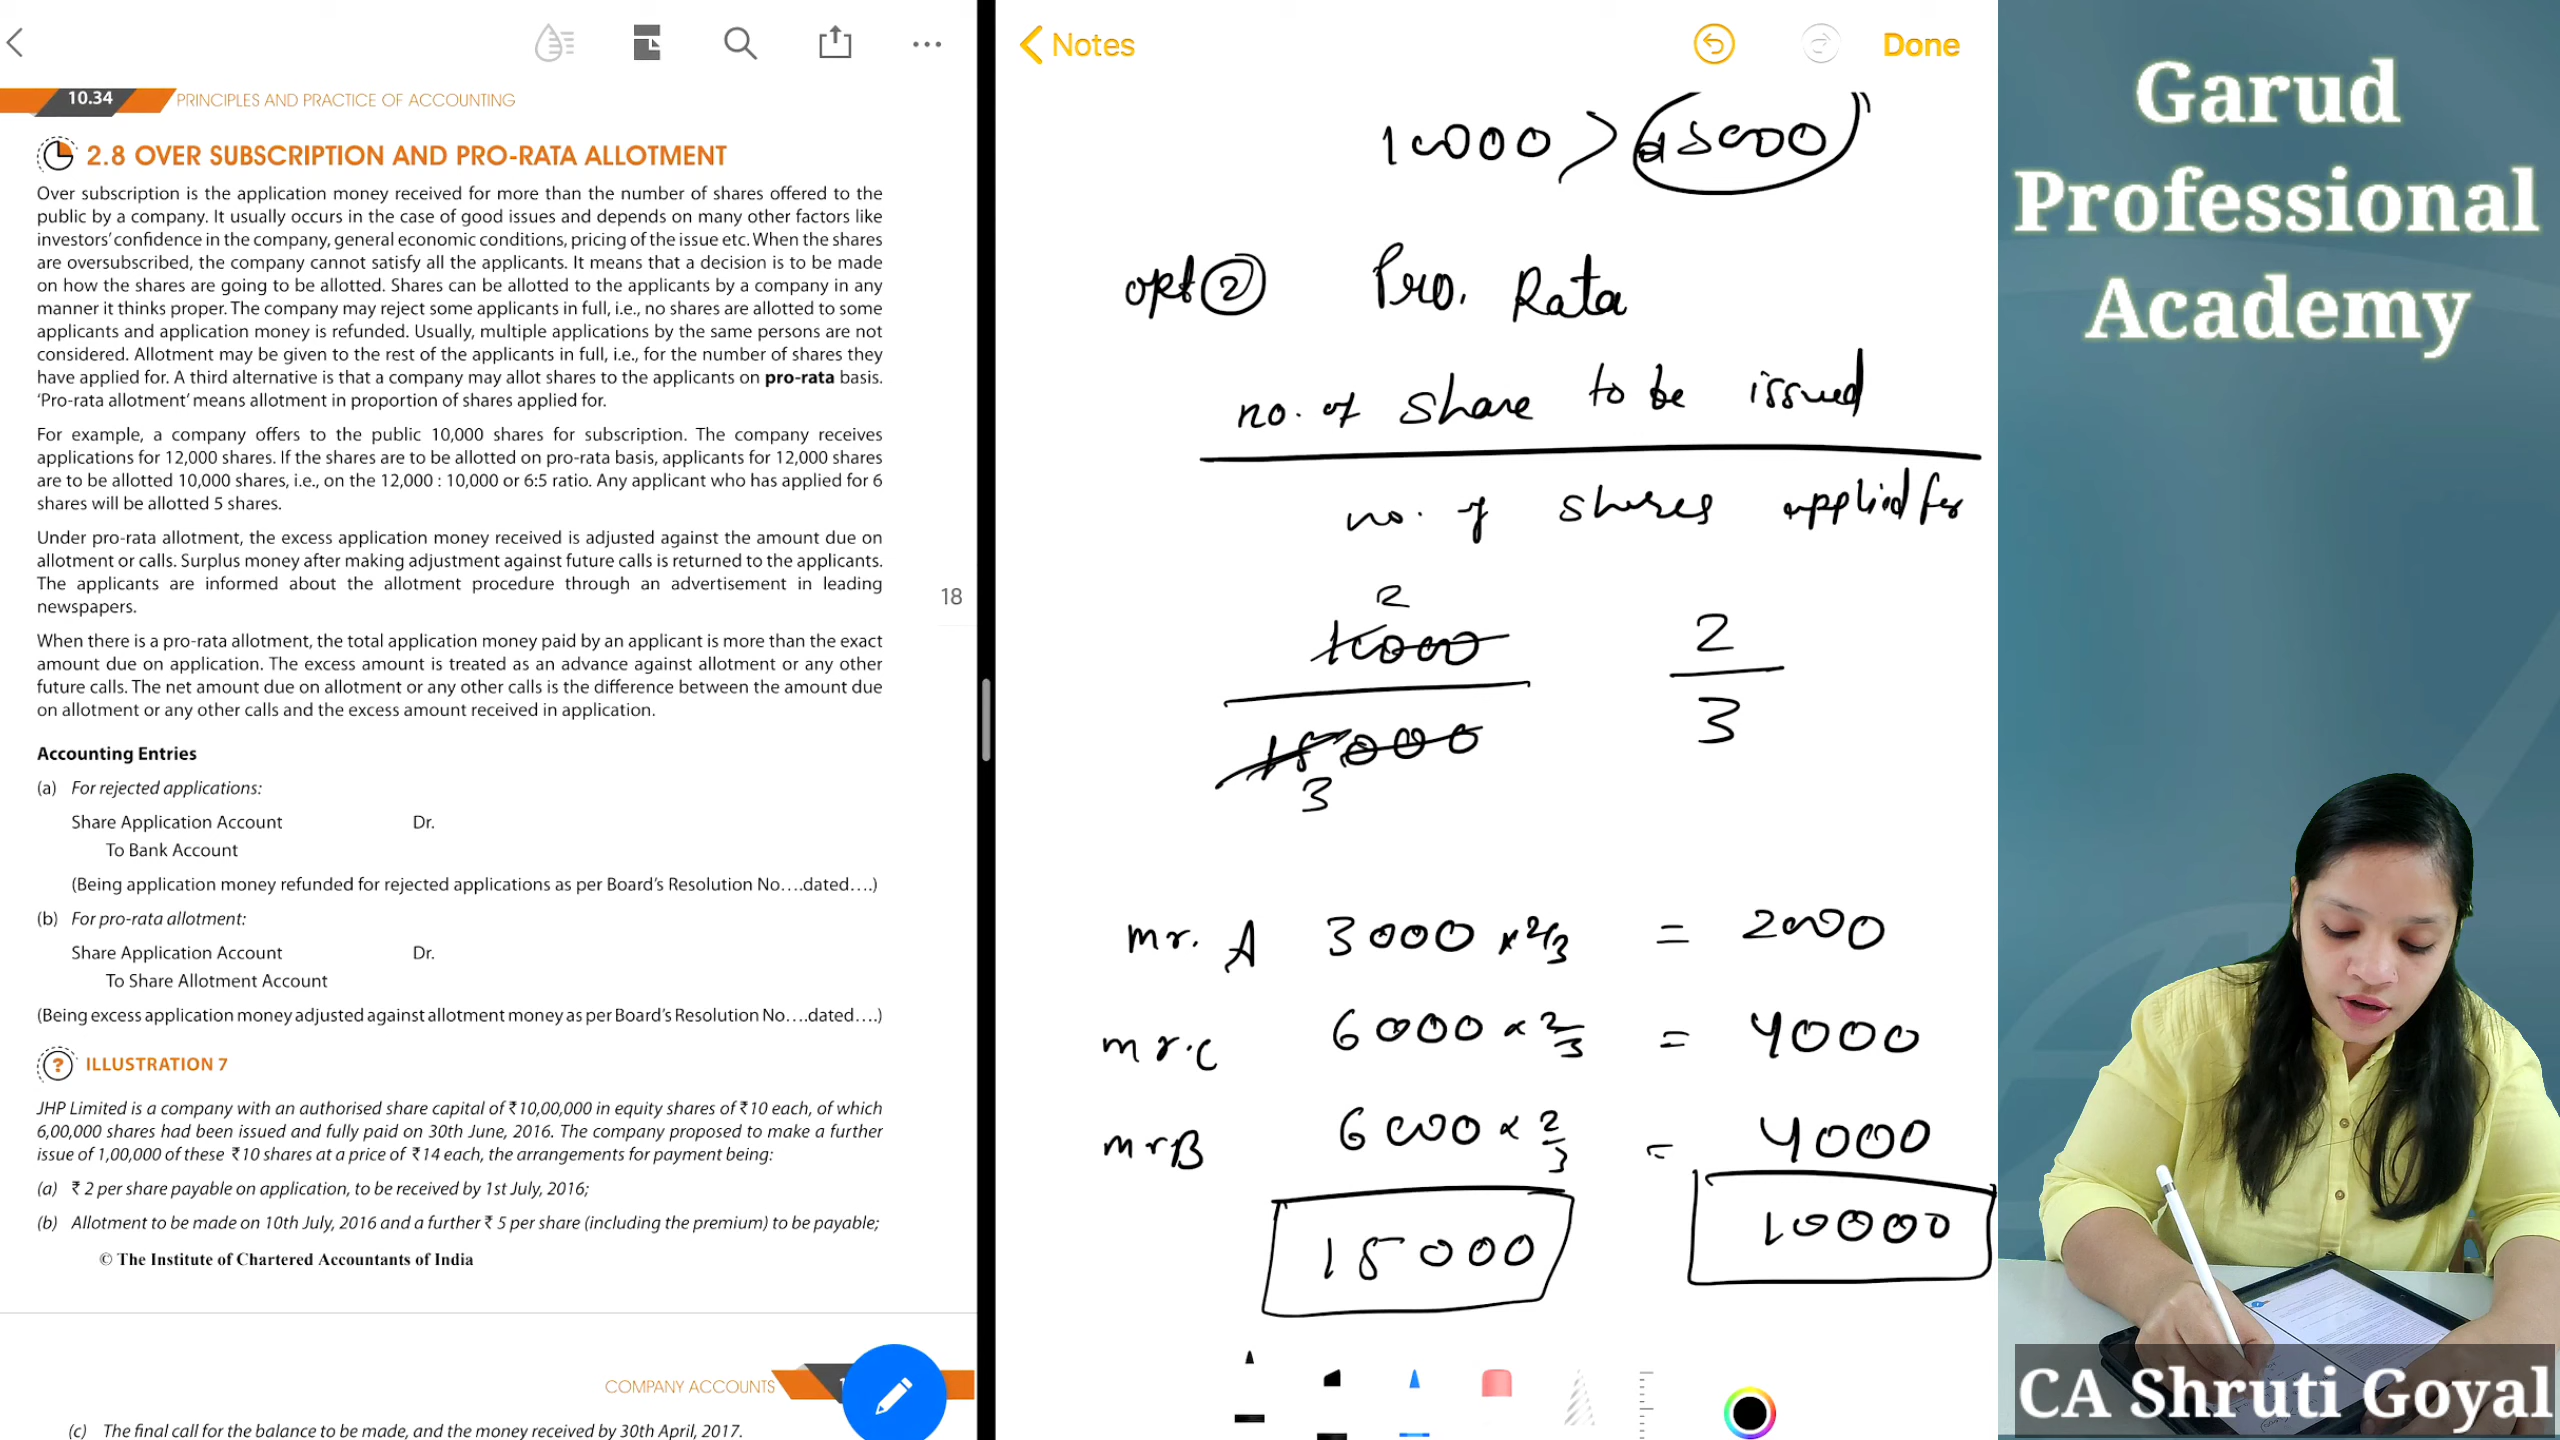 10.34 PRINCIPLES AND PRACTICE OF ACCOUNTING
2.8 OVER SUBSCRIPTION AND PRO-RATA ALLOTMENT
Over subscription is the application money received for more than the number of shares offered to the
public by a company. It usually occurs in the case of good issues and depends on many other factors like
investors' confidence in the company, general economic conditions, pricing of the issue etc. When the shares
are oversubscribed, the company cannot satisfy all the applicants. It means that a decision is to be made
on how the shares are going to be allotted. Shares can be allotted to the applicants by a company in any
manner it thinks proper. The company may reject some applicants in full, i.e., no shares are allotted to some
applicants and application money is refunded. Usually, multiple applications by the same persons are not
considered. Allotment may be given to the rest of the applicants in full, i.e., for the number of shares they
have applied for. A third alternative is that a company may allot shares to the applicants on pro-rata basis.
'Pro-rata allotment' means allotment in proportion of shares applied for.
For example, a company offers to the public 10,000 shares for subscription. The company receives
applications for 12,000 shares. If the shares are to be allotted on pro-rata basis, applicants for 12,000 shares
are to be allotted 10,000 shares, i.e., on the 12,000 : 10,000 or 6:5 ratio. Any applicant who has applied for 6
shares will be allotted 5 shares.
Under pro-rata allotment, the excess application money received is adjusted against the amount due on
allotment or calls. Surplus money after making adjustment against future calls is returned to the applicants.
The applicants are informed about the allotment procedure through an advertisement in leading
newspapers.
18
When there is a pro-rata allotment, the total application money paid by an applicant is more than the exact
amount due on application. The excess amount is treated as an advance against allotment or any other
future calls. The net amount due on allotment or any other calls is the difference between the amount due
on allotment or any other calls and the excess amount received in application.
Accounting Entries
(a) For rejected applications:
Share Application Account Dr.
To Bank Account
(Being application money refunded for rejected applications as per Board's Resolution No….dated….)
(b) For pro-rata allotment:
Share Application Account Dr.
To Share Allotment Account
(Being excess application money adjusted against allotment money as per Board's Resolution No….dated….)
? ILLUSTRATION 7
JHP Limited is a company with an authorised share capital of ₹10,00,000 in equity shares of ₹10 each, of which
6,00,000 shares had been issued and fully paid on 30th June, 2016. The company proposed to make a further
issue of 1,00,000 of these ₹10 shares at a price of ₹14 each, the arrangements for payment being:
(a) ₹ 2 per share payable on application, to be received by 1st July, 2016;
(b) Allotment to be made on 10th July, 2016 and a further ₹ 5 per share (including the premium) to be payable;
© The Institute of Chartered Accountants of India
COMPANY ACCOUNTS
(c) The final call for the balance to be made, and the money received by 30th April, 2017.
Notes Done
10000 > 15000
opt ② Pro. Rata
no. of share to be issued
no. of shares applied for
2
10000
15000
3
2
3
mr. A 3000 × 2/3 = 2000
mr.C 6000 × 2/3 = 4000
mr B 6000 × 2/3 = 4000
15000 10000
Garud
Professional
Academy
CA Shruti Goyal